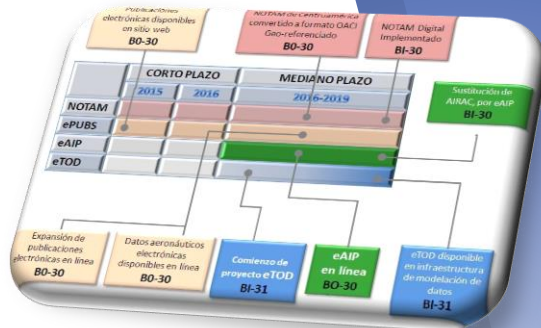 Publicaciones
electrónicas disponibles
en sitio web
B0-30
NOTAM de Centroamérica
convertido a formato OACI
Geo-referenciado
B0-30
NOTAM Digital
Implementado
BI-30
Sustitución de
AIRAC, por eAIP
BI-30
CORTO PLAZO
MEDIANO PLAZO
2015
2016
2016-2019
NOTAM
ePUBS
eAIP
eTOD
Expansión de
publicaciones
electrónicas en línea
B0-30
Datos aeronáuticos
electrónicas
disponibles en línea
B0-30
Comienzo de
proyecto eTOD
BI-31
eAIP
en línea
BO-30
eTOD disponible
en infraestructura
de modelación de
datos
BI-31